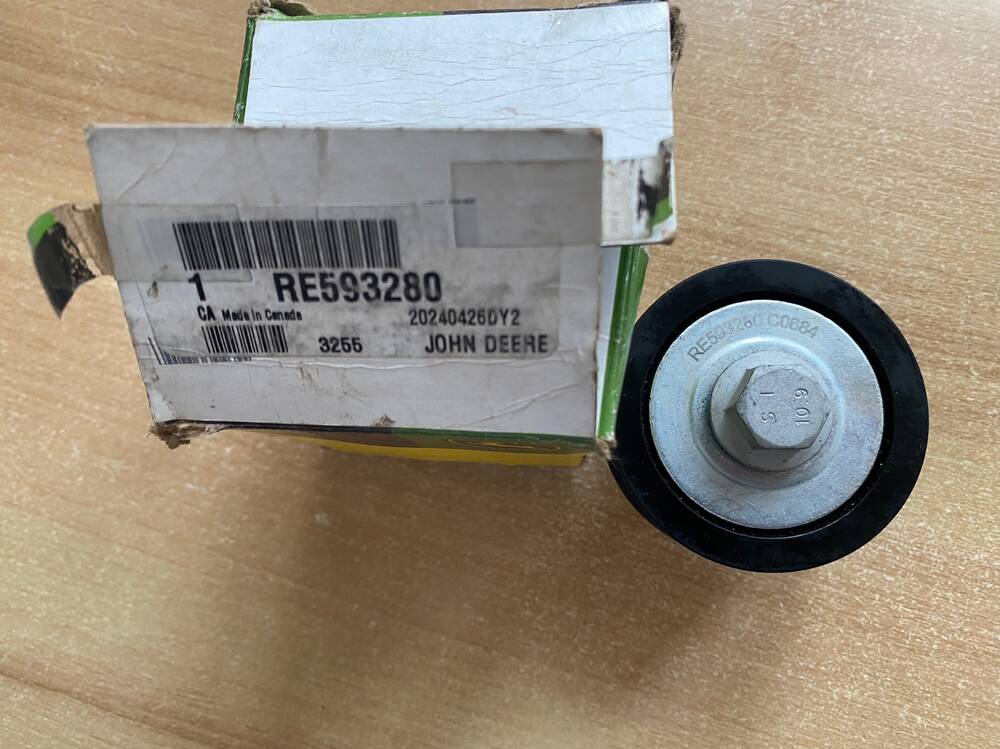 1 RE593280
CA Made in Canada 20240426DY2
3255 JOHN DEERE
RE593280 C0684
S I
10.9